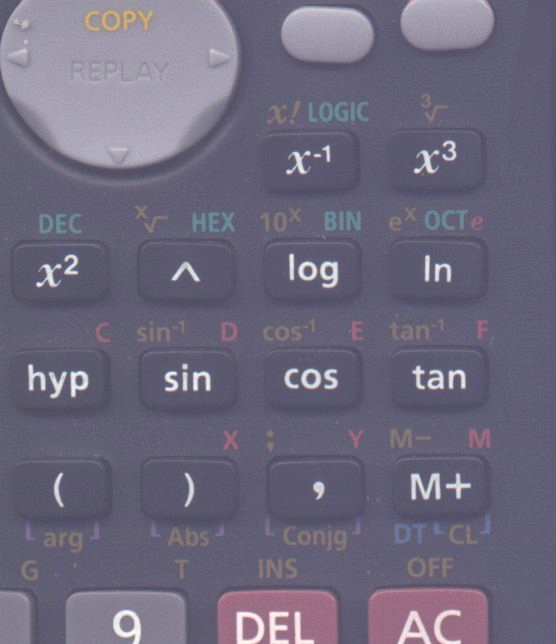 COPY
REPLAY
x! LOGIC ³√
x⁻¹ x³
DEC ˣ√ HEX 10ˣ BIN eˣ OCT e
x² ^ log ln
C sin⁻¹ D cos⁻¹ E tan⁻¹ F
hyp sin cos tan
X ; Y M− M
( ) , M+
arg Abs Conjg DT CL
G T INS OFF
9 DEL AC